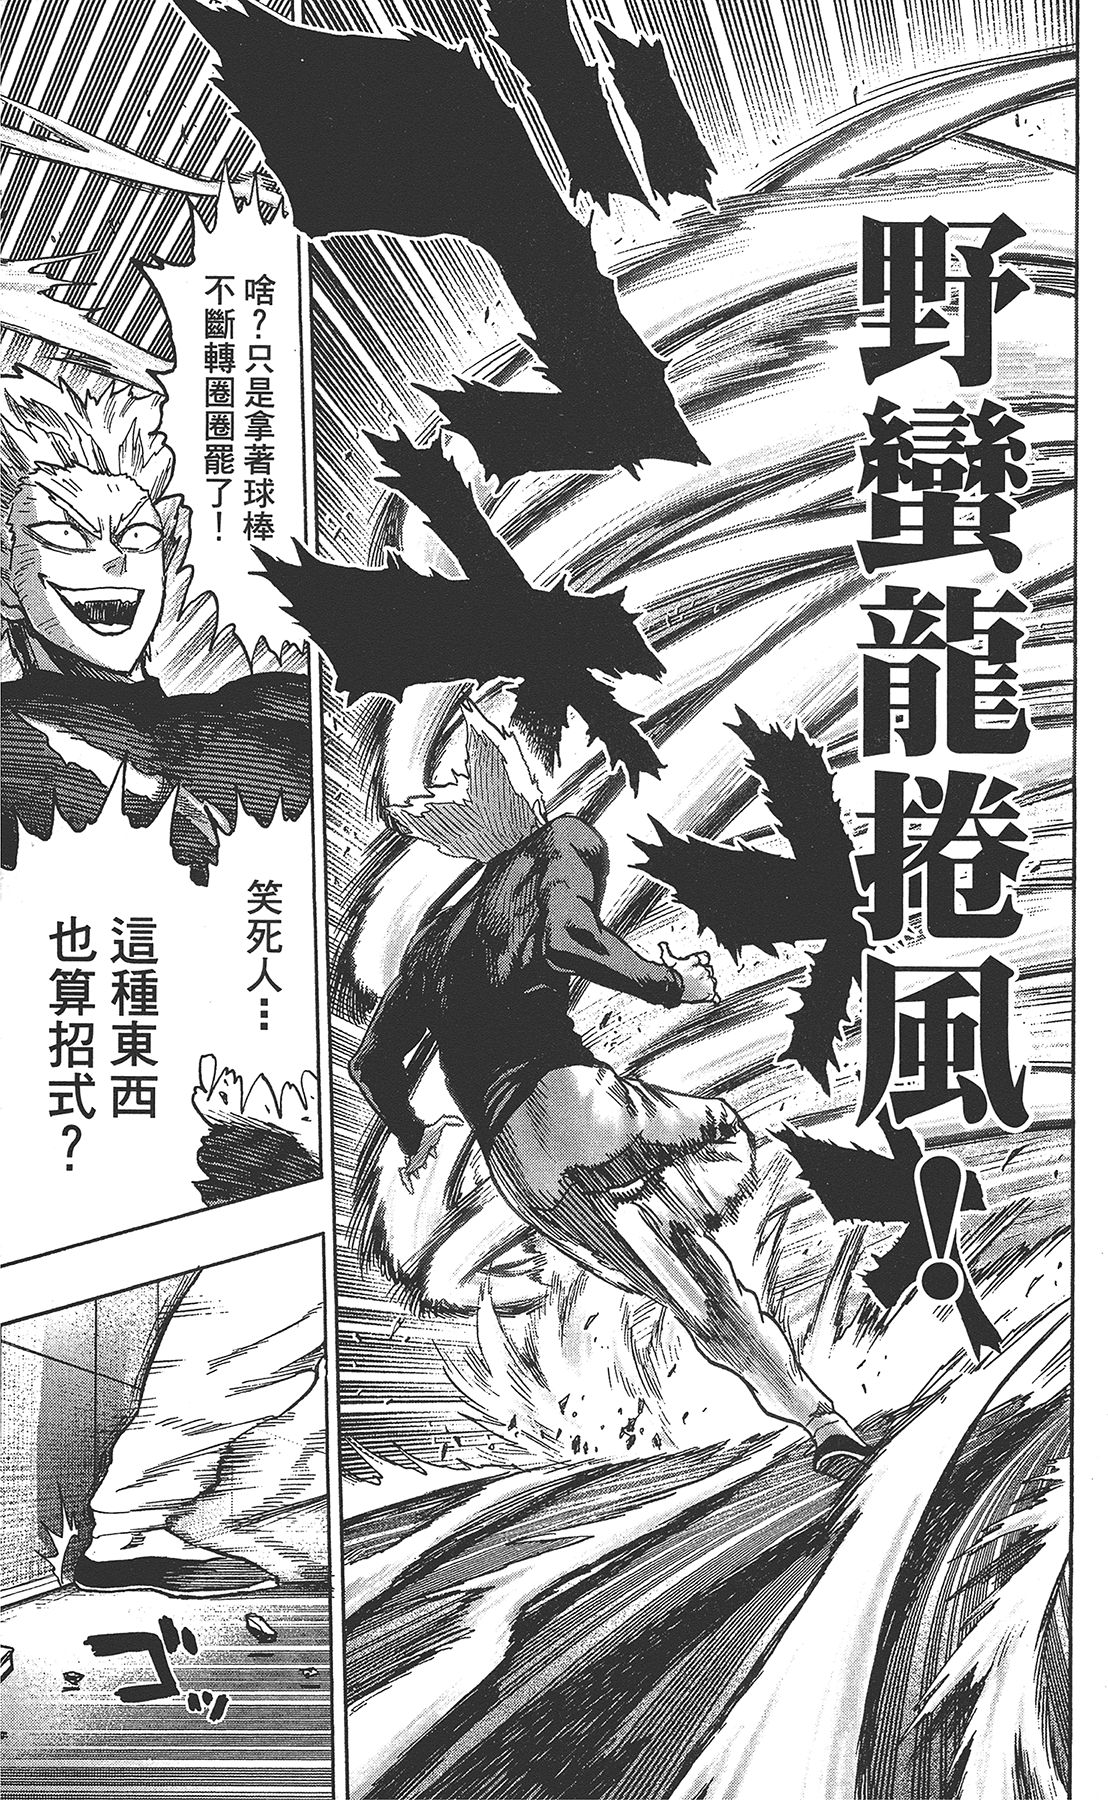 野蠻龍捲風！
啥？只是拿著球棒
不斷轉圈圈罷了！
笑死人…
這種東西
也算招式？
ゴッ